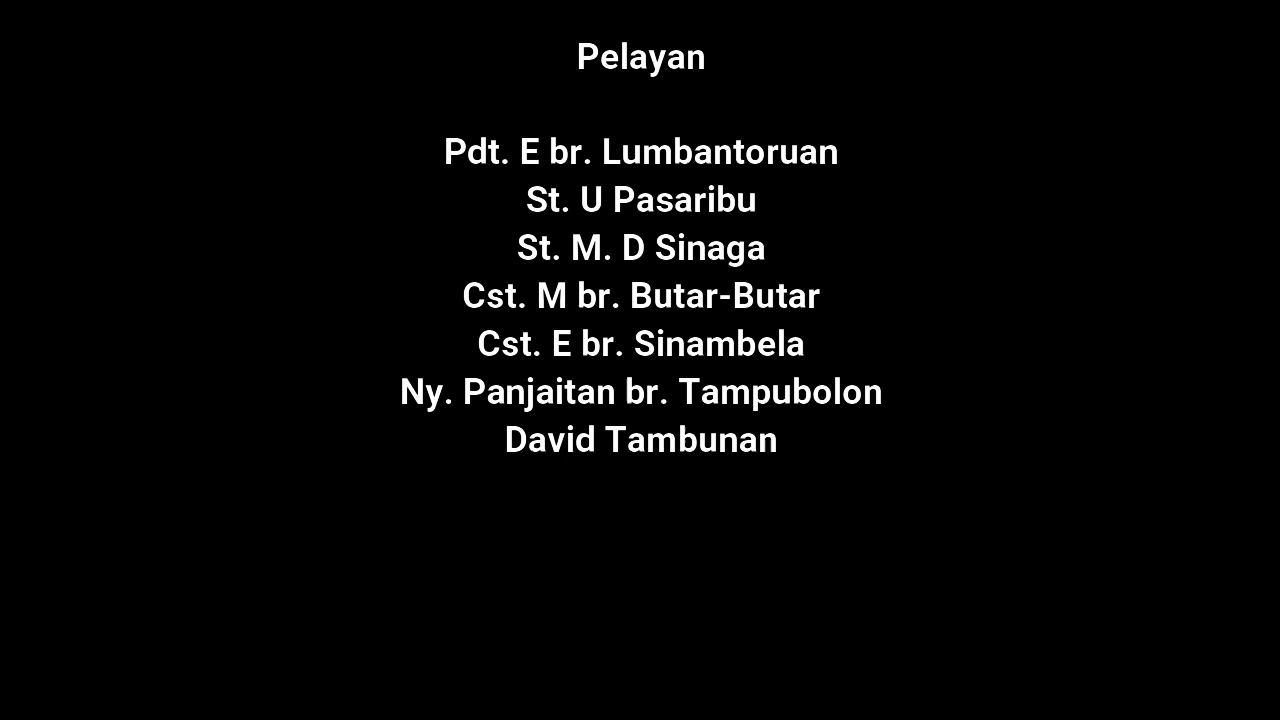 Pelayan
Pdt. E br. Lumbantoruan
St. U Pasaribu
St. M. D Sinaga
Cst. M br. Butar-Butar
Cst. E br. Sinambela
Ny. Panjaitan br. Tampubolon
David Tambunan